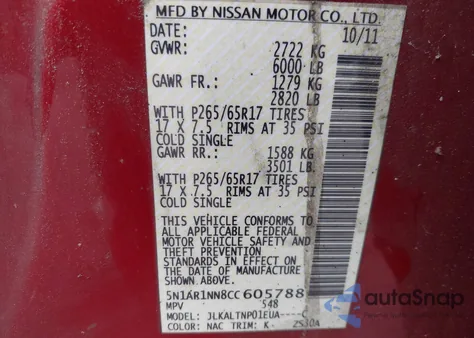 MFD BY NISSAN MOTOR CO., LTD.
DATE: 10/11
GVWR: 2722 KG
6000 LB
GAWR FR.: 1279 KG
2820 LB
WITH P265/65R17 TIRES
17 X 7.5 RIMS AT 35 PSI
COLD SINGLE
GAWR RR.: 1588 KG
3501 LB.
WITH P265/65R17 TIRES
17 X 7.5 RIMS AT 35 PSI
COLD SINGLE
THIS VEHICLE CONFORMS TO
ALL APPLICABLE FEDERAL
MOTOR VEHICLE SAFETY AND
THEFT PREVENTION
STANDARDS IN EFFECT ON
THE DATE OF MANUFACTURE
SHOWN ABOVE.
5N1AR1NN8CC605788
MPV 548
MODEL: JLKALTNP01EUA----C
COLOR: NAC TRIM: K
AutoSnap